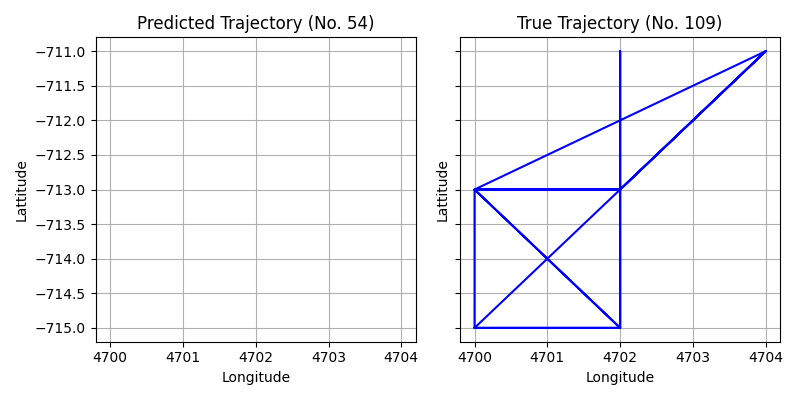 Predicted Trajectory (No. 54)
True Trajectory (No. 109)
Lattitude
−711.0
−711.5
−712.0
−712.5
−713.0
−713.5
−714.0
−714.5
−715.0
4700 4701 4702 4703 4704
Longitude
Lattitude
4700 4701 4702 4703 4704
Longitude